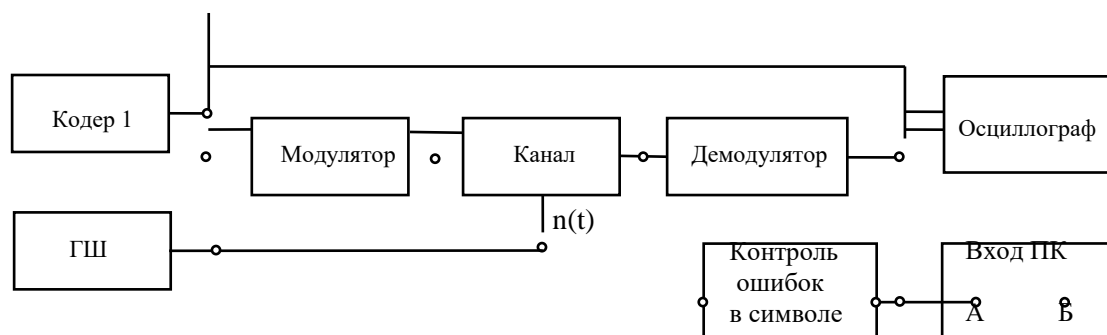 Кодер 1
Модулятор
Канал
Демодулятор
Осциллограф
n(t)
ГШ
Контроль
ошибок
в символе
Вход ПК
А Б